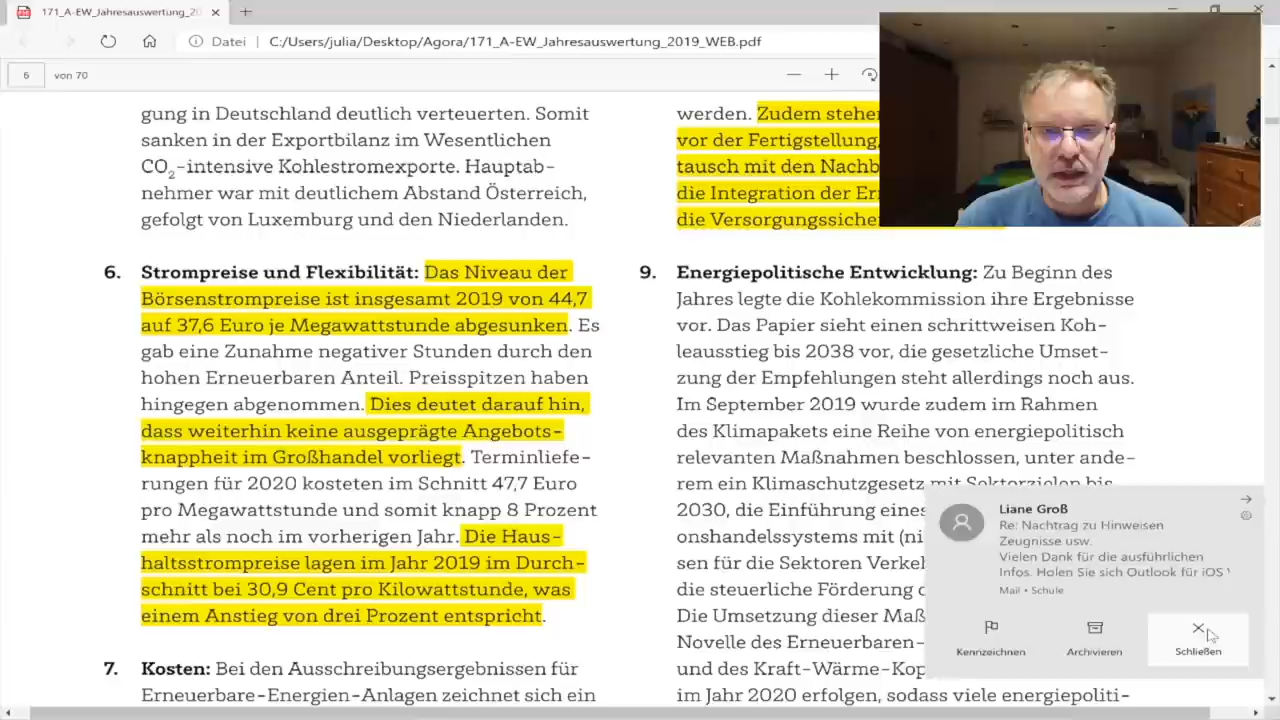 171_A-EW_Jahresauswertung_20
Datei
C:/Users/julia/Desktop/Agora/171_A-EW_Jahresauswertung_2019_WEB.pdf
6 von 70
gung in Deutschland deutlich verteuerten. Somit
sanken in der Exportbilanz im Wesentlichen
CO₂-intensive Kohlestromexporte. Hauptab-
nehmer war mit deutlichem Abstand Österreich,
gefolgt von Luxemburg und den Niederlanden.
6. Strompreise und Flexibilität: Das Niveau der
Börsenstrompreise ist insgesamt 2019 von 44,7
auf 37,6 Euro je Megawattstunde abgesunken. Es
gab eine Zunahme negativer Stunden durch den
hohen Erneuerbaren Anteil. Preisspitzen haben
hingegen abgenommen. Dies deutet darauf hin,
dass weiterhin keine ausgeprägte Angebots-
knappheit im Großhandel vorliegt. Terminliefe-
rungen für 2020 kosteten im Schnitt 47,7 Euro
pro Megawattstunde und somit knapp 8 Prozent
mehr als noch im vorherigen Jahr. Die Haus-
haltsstrompreise lagen im Jahr 2019 im Durch-
schnitt bei 30,9 Cent pro Kilowattstunde, was
einem Anstieg von drei Prozent entspricht.
7. Kosten: Bei den Ausschreibungsergebnissen für
Erneuerbare-Energien-Anlagen zeichnet sich ein
werden. Zudem stehe
vor der Fertigstellung,
tausch mit den Nachb
die Integration der Er
die Versorgungssiche
9. Energiepolitische Entwicklung: Zu Beginn des
Jahres legte die Kohlekommission ihre Ergebnisse
vor. Das Papier sieht einen schrittweisen Koh-
leausstieg bis 2038 vor, die gesetzliche Umset-
zung der Empfehlungen steht allerdings noch aus.
Im September 2019 wurde zudem im Rahmen
des Klimapakets eine Reihe von energiepolitisch
relevanten Maßnahmen beschlossen, unter ande-
rem ein Klimaschutzgesetz mit Sektorzielen bis
2030, die Einführung eines
onshandelssystems mit (ni
sen für die Sektoren Verke
die steuerliche Förderung
Die Umsetzung dieser Maß
Novelle des Erneuerbaren-
und des Kraft-Wärme-Kop
im Jahr 2020 erfolgen, sodass viele energiepoliti-
Liane Groß
Re: Nachtrag zu Hinweisen
Zeugnisse usw.
Vielen Dank für die ausführlichen
Infos. Holen Sie sich Outlook für iOS
Mail • Schule
Kennzeichnen
Archivieren
Schließen